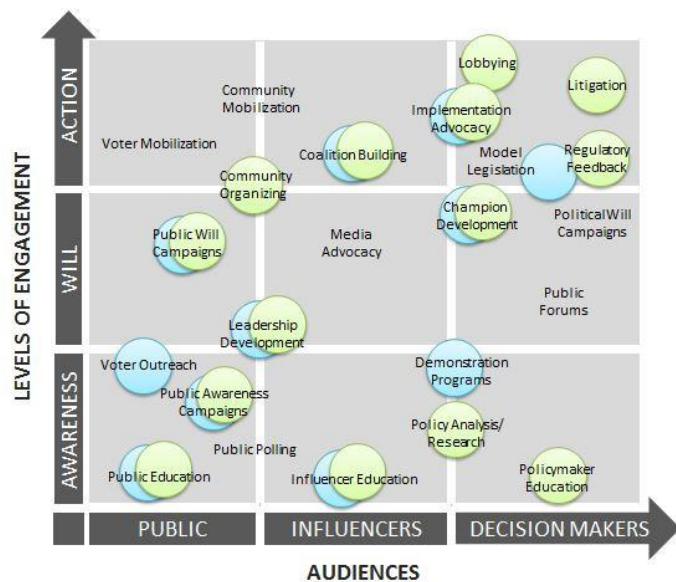 Lobbying
Litigation
Community
Mobilization
Implementation
Advocacy
Voter Mobilization
Coalition Building
Model
Legislation
Regulatory
Feedback
Community
Organizing
Champion
Development
Political Will
Campaigns
Public Will
Campaigns
Media
Advocacy
Public
Forums
Leadership
Development
Voter Outreach
Demonstration
Programs
Public Awareness
Campaigns
Policy Analysis/
Research
Public Polling
Public Education
Influencer Education
Policymaker
Education
LEVELS OF ENGAGEMENT
ACTION
WILL
AWARENESS
PUBLIC
INFLUENCERS
DECISION MAKERS
AUDIENCES